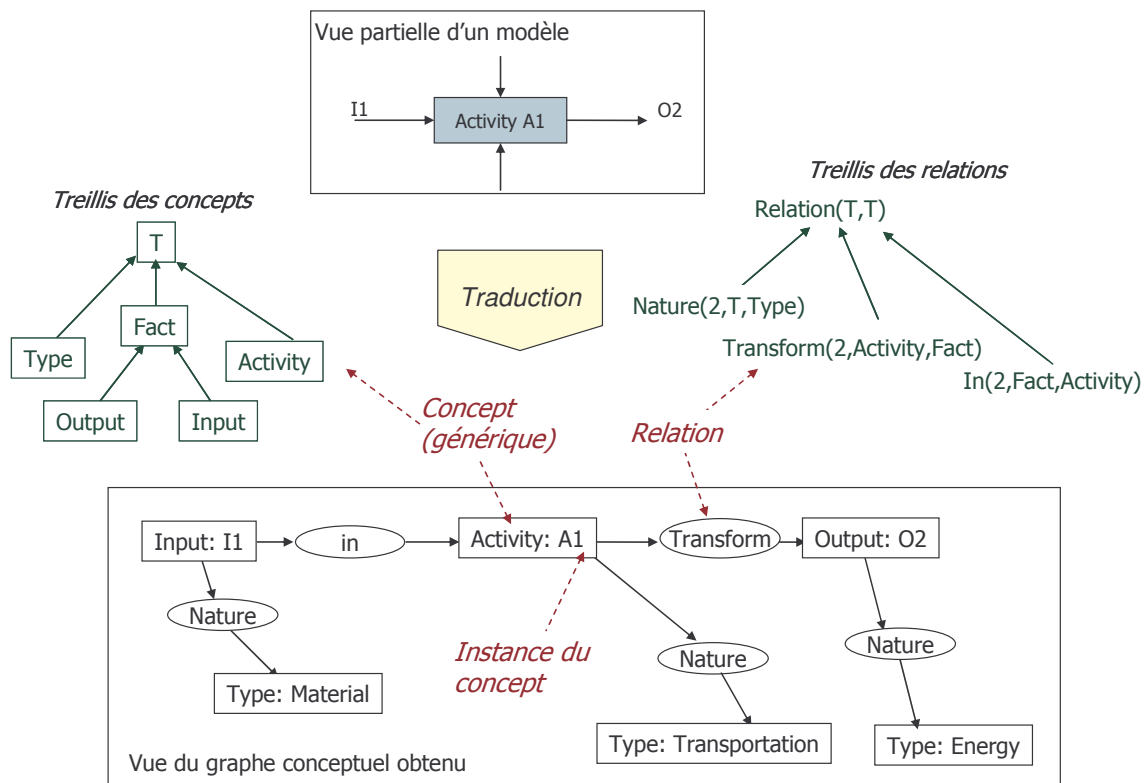 Vue partielle d'un modèle
I1
Activity A1
O2
Treillis des concepts
T
Fact
Type
Activity
Output
Input
Traduction
Treillis des relations
Relation(T,T)
Nature(2,T,Type)
Transform(2,Activity,Fact)
In(2,Fact,Activity)
Concept
(générique)
Relation
Input: I1
in
Activity: A1
Transform
Output: O2
Nature
Nature
Nature
Instance du
concept
Type: Material
Type: Transportation
Type: Energy
Vue du graphe conceptuel obtenu